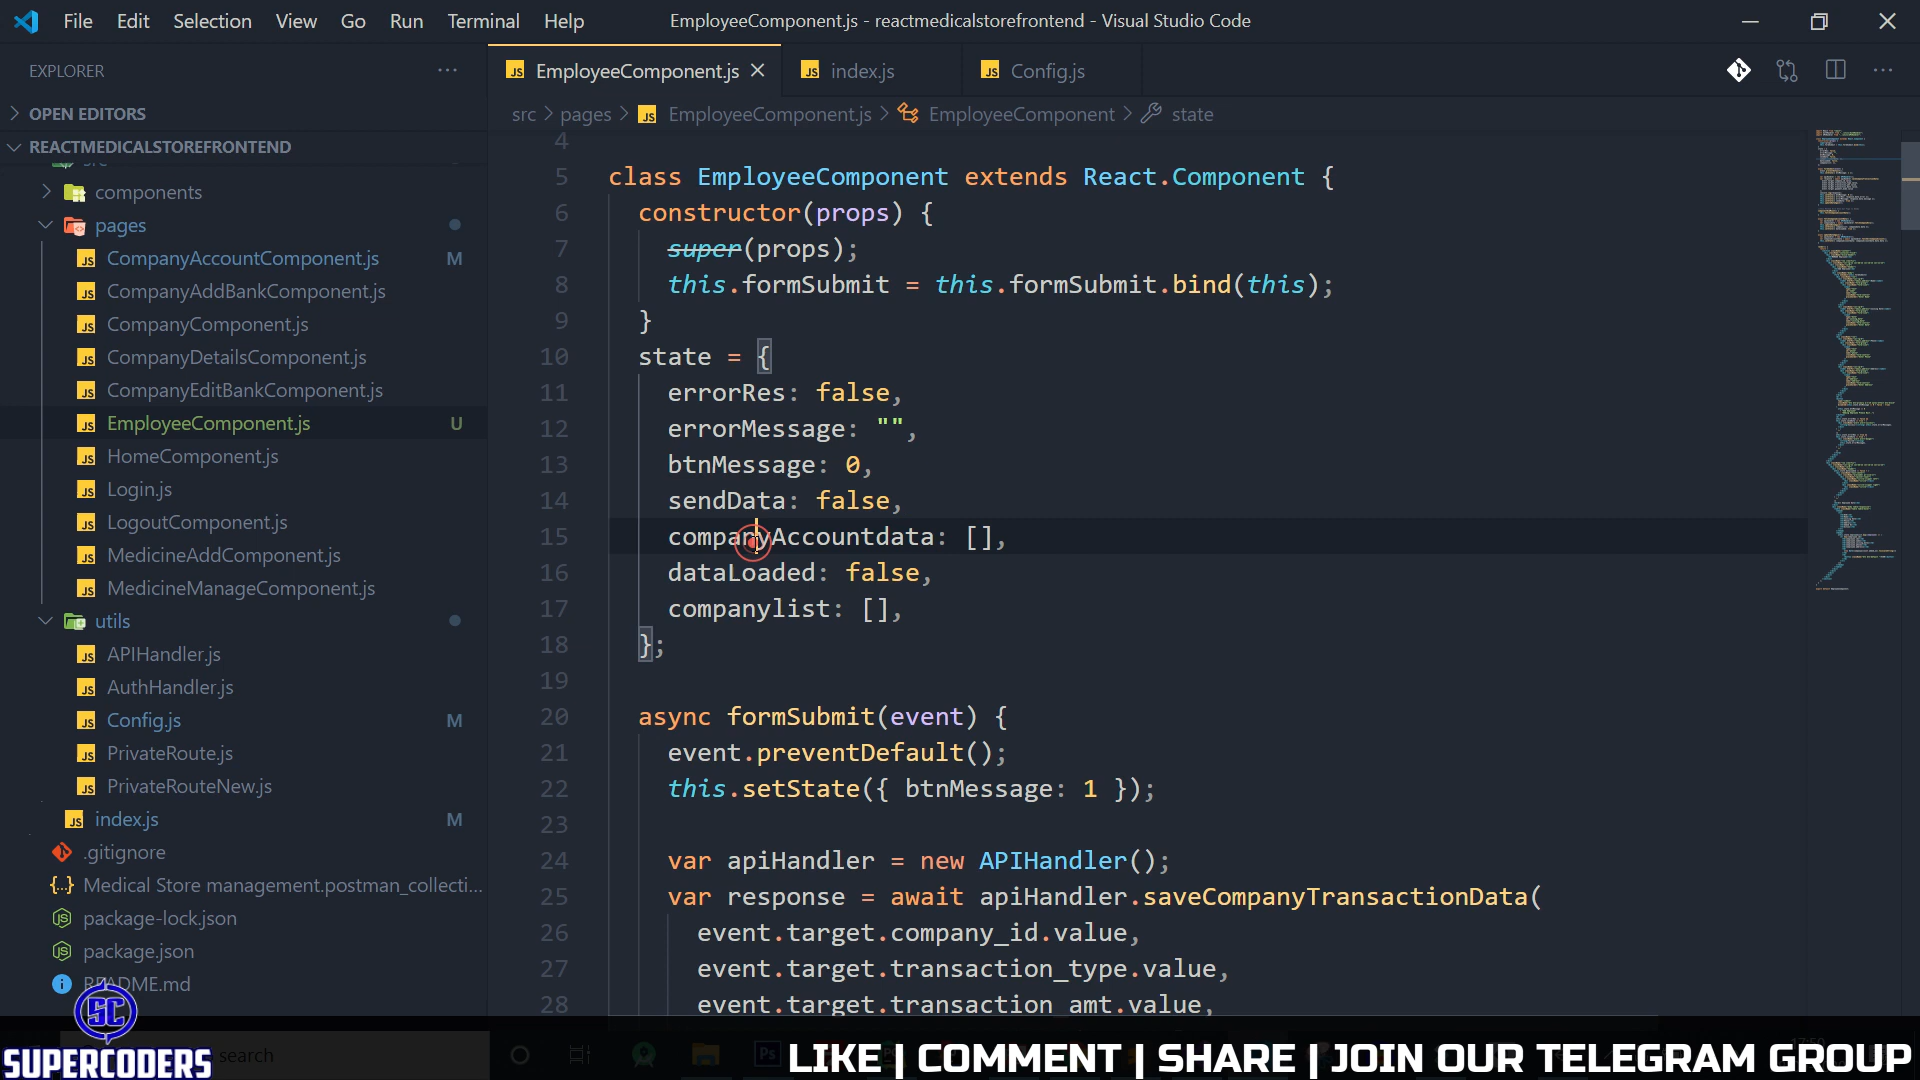 File Edit Selection View Go Run Terminal Help EmployeeComponent.js - reactmedicalstorefrontend - Visual Studio Code
EXPLORER
OPEN EDITORS
REACTMEDICALSTOREFRONTEND
src
components
pages
CompanyAccountComponent.js M
CompanyAddBankComponent.js
CompanyComponent.js
CompanyDetailsComponent.js
CompanyEditBankComponent.js
EmployeeComponent.js U
HomeComponent.js
Login.js
LogoutComponent.js
MedicineAddComponent.js
MedicineManageComponent.js
utils
APIHandler.js
AuthHandler.js
Config.js M
PrivateRoute.js
PrivateRouteNew.js
index.js M
.gitignore
Medical Store management.postman_collecti...
package-lock.json
package.json
README.md
EmployeeComponent.js index.js Config.js
src > pages > EmployeeComponent.js > EmployeeComponent > state
4
5 class EmployeeComponent extends React.Component {
6 constructor(props) {
7 super(props);
8 this.formSubmit = this.formSubmit.bind(this);
9 }
10 state = {
11 errorRes: false,
12 errorMessage: "",
13 btnMessage: 0,
14 sendData: false,
15 companyAccountdata: [],
16 dataLoaded: false,
17 companylist: [],
18 };
19
20 async formSubmit(event) {
21 event.preventDefault();
22 this.setState({ btnMessage: 1 });
23
24 var apiHandler = new APIHandler();
25 var response = await apiHandler.saveCompanyTransactionData(
26 event.target.company_id.value,
27 event.target.transaction_type.value,
28 event.target.transaction_amt.value,
SC
SUPERCODERS
search
Ps
LIKE | COMMENT | SHARE | JOIN OUR TELEGRAM GROUP